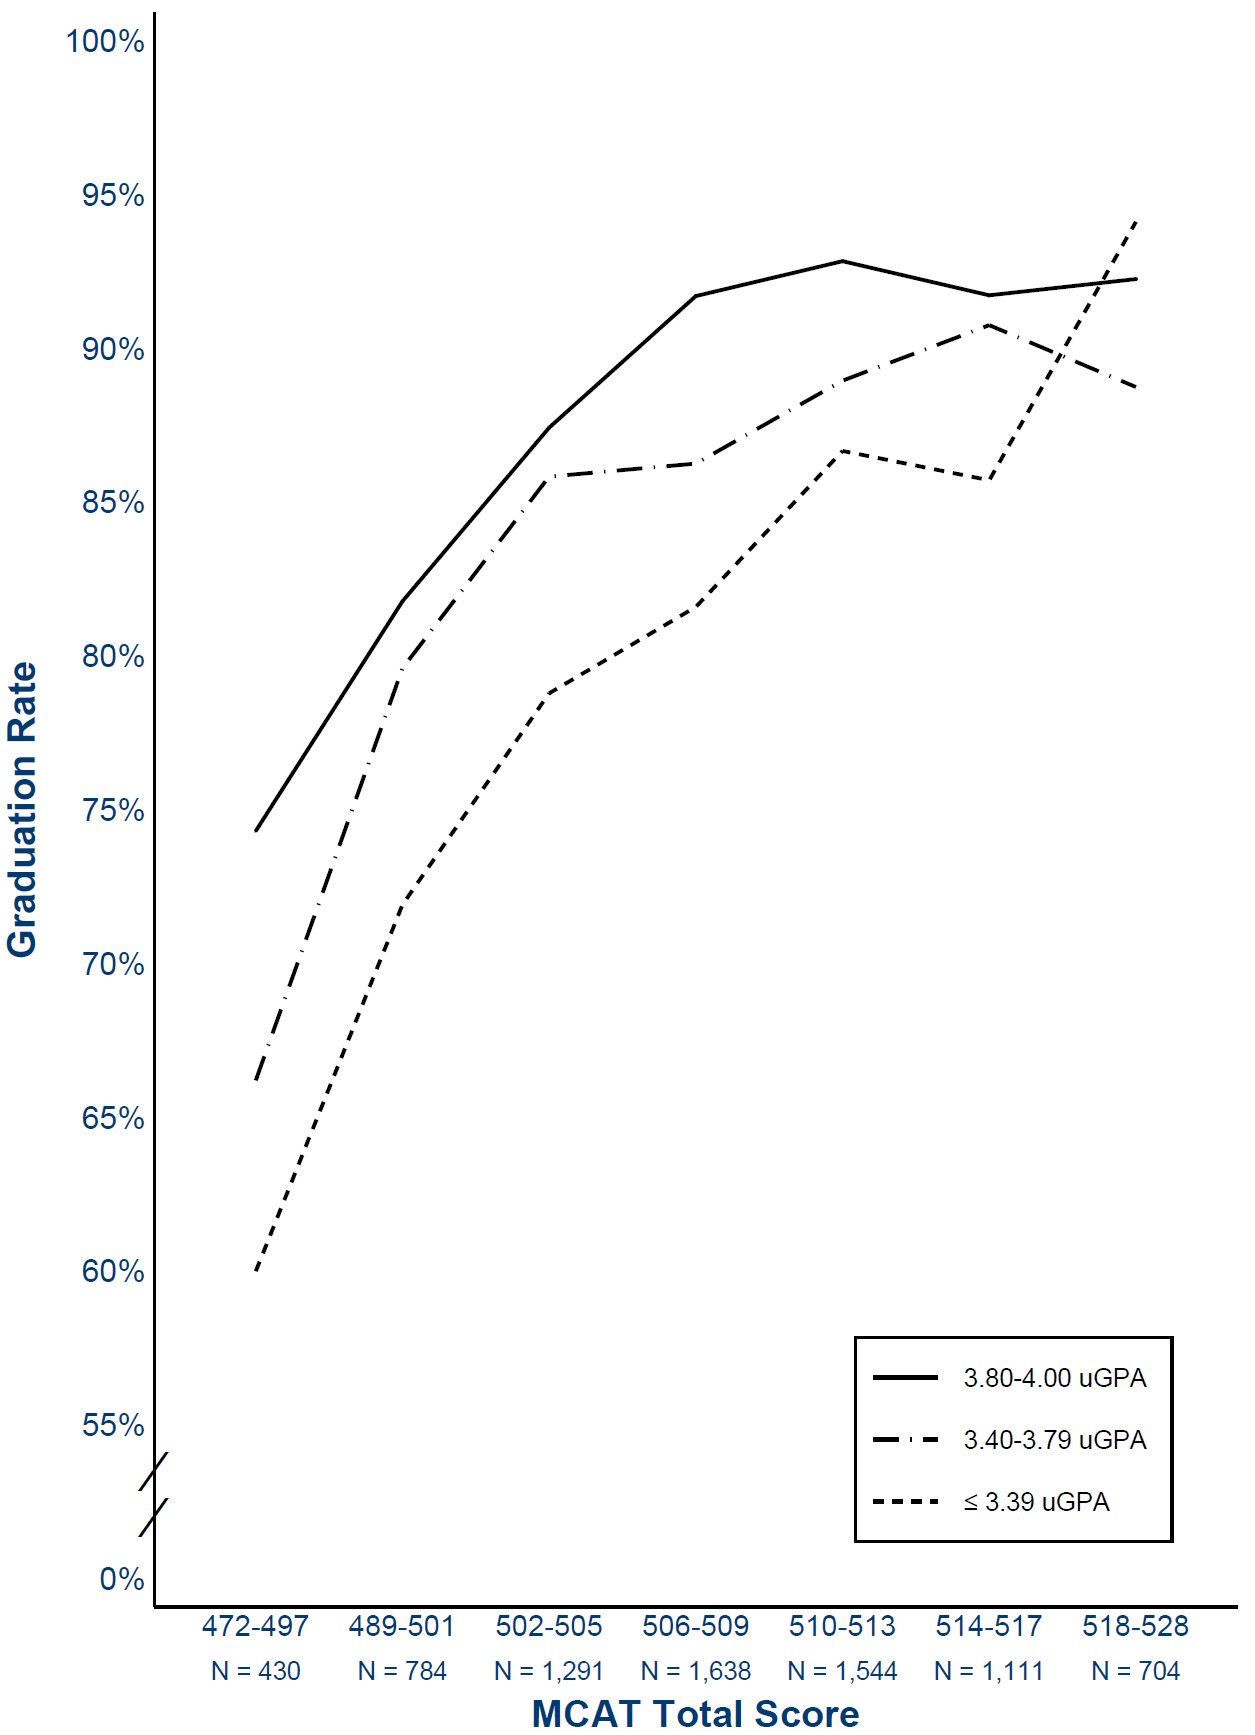 100%
95%
90%
85%
80%
75%
70%
65%
60%
55%
0%
Graduation Rate
3.80-4.00 uGPA
3.40-3.79 uGPA
≤ 3.39 uGPA
472-497 489-501 502-505 506-509 510-513 514-517 518-528
N = 430 N = 784 N = 1,291 N = 1,638 N = 1,544 N = 1,111 N = 704
MCAT Total Score